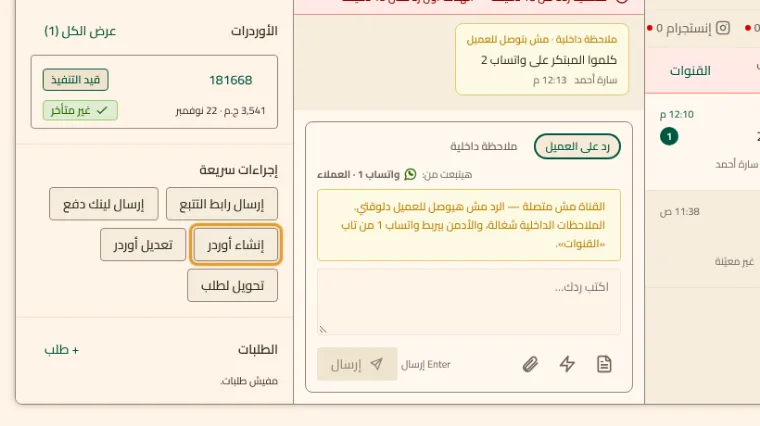 إنستجرام 0
0
القنوات
12:10 م
1
2
سارة أحمد
11:38 ص
غير معيّنة
ملاحظة داخلية · مش بتوصل للعميل
كلموا المبتكر على واتساب 2
سارة أحمد 12:13 م
رد على العميل
ملاحظة داخلية
هيتبعت من: واتساب 1 · العملاء
القناة مش متصلة — الرد مش هيوصل للعميل دلوقتي.
الملاحظات الداخلية شغالة، والأدمن بيربط واتساب 1 من تاب
«القنوات».
اكتب ردك...
Enter إرسال
إرسال
الأوردرات
عرض الكل (1)
181668
قيد التنفيذ
3,541 ج.م · 22 نوفمبر
غير متأخر
إجراءات سريعة
إرسال رابط التتبع
إرسال لينك دفع
إنشاء أوردر
تعديل أوردر
تحويل لطلب
الطلبات
+ طلب
مفيش طلبات.